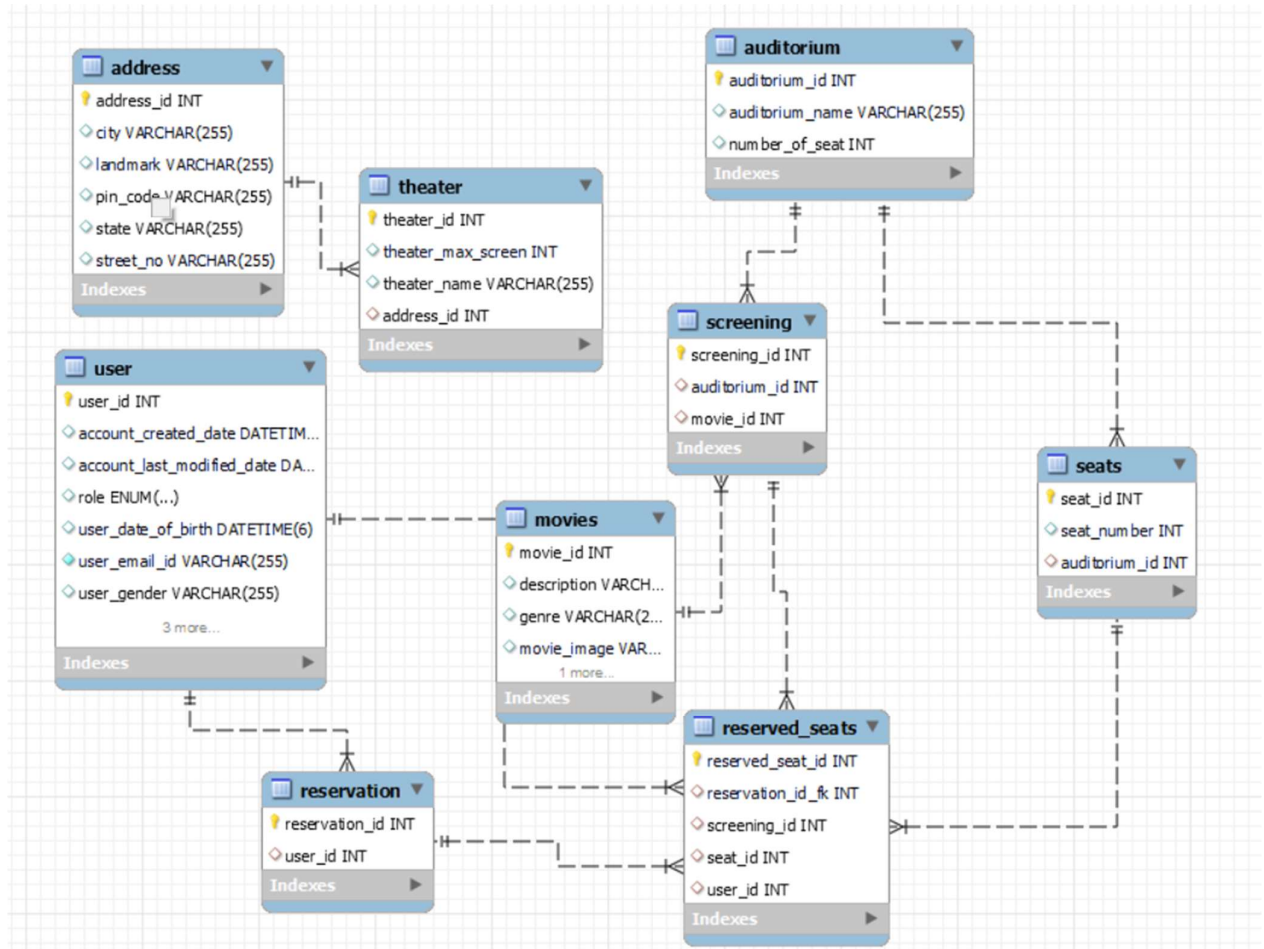 address
address_id INT
city VARCHAR(255)
landmark VARCHAR(255)
pin_code VARCHAR(255)
state VARCHAR(255)
street_no VARCHAR(255)
Indexes
theater
theater_id INT
theater_max_screen INT
theater_name VARCHAR(255)
address_id INT
Indexes
auditorium
auditorium_id INT
auditorium_name VARCHAR(255)
number_of_seat INT
Indexes
screening
screening_id INT
auditorium_id INT
movie_id INT
Indexes
user
user_id INT
account_created_date DATETIM...
account_last_modified_date DA...
role ENUM(...)
user_date_of_birth DATETIME(6)
user_email_id VARCHAR(255)
user_gender VARCHAR(255)
3 more...
Indexes
movies
movie_id INT
description VARCH...
genre VARCHAR(2...
movie_image VAR...
1 more...
Indexes
seats
seat_id INT
seat_number INT
auditorium_id INT
Indexes
reservation
reservation_id INT
user_id INT
Indexes
reserved_seats
reserved_seat_id INT
reservation_id_fk INT
screening_id INT
seat_id INT
user_id INT
Indexes